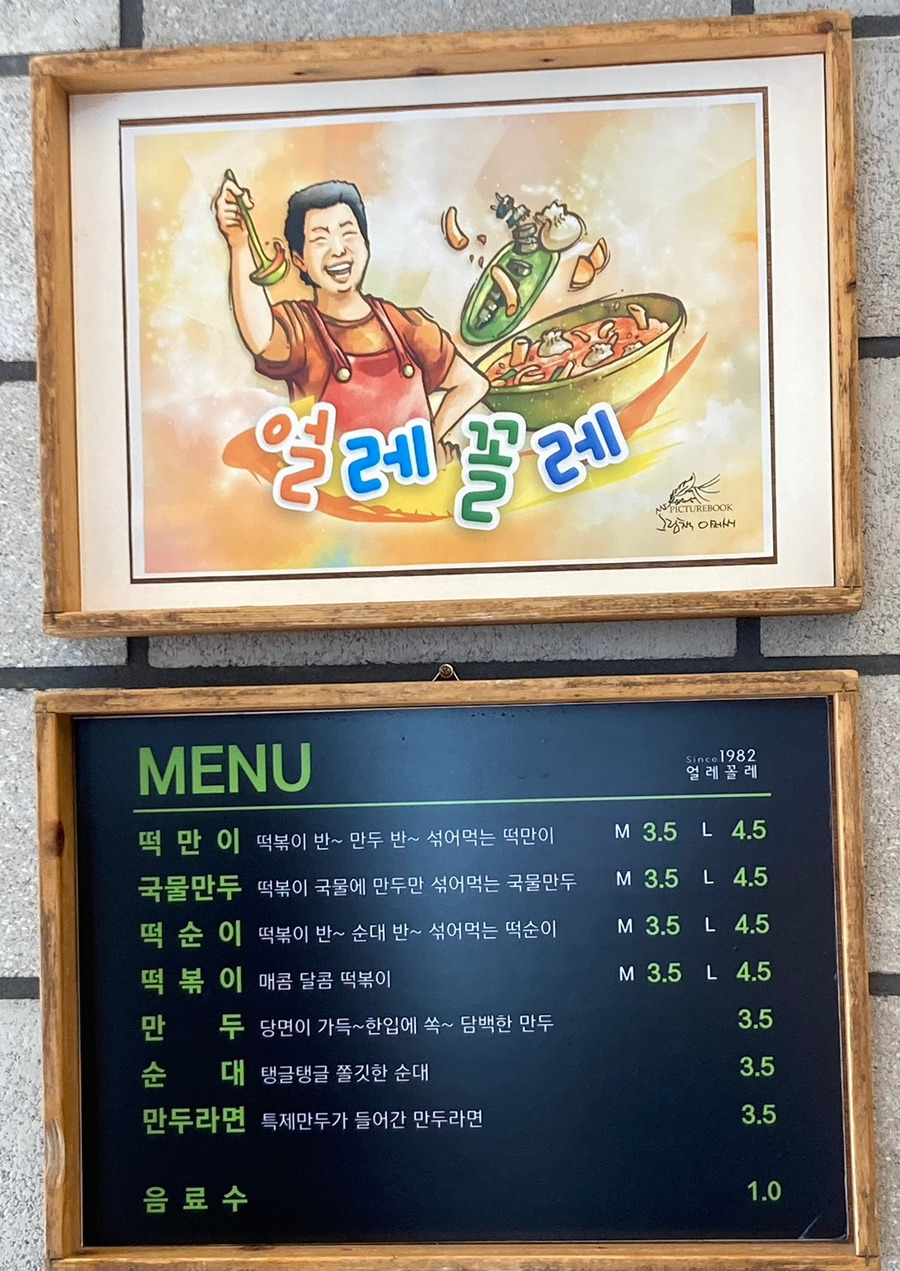 얼레꼴레
PICTUREBOOK
MENU
Since 1982
얼레꼴레
떡만이 떡볶이 반~ 만두 반~ 섞어먹는 떡만이 M 3.5 L 4.5
국물만두 떡볶이 국물에 만두만 섞어먹는 국물만두 M 3.5 L 4.5
떡순이 떡볶이 반~ 순대 반~ 섞어먹는 떡순이 M 3.5 L 4.5
떡볶이 매콤 달콤 떡볶이 M 3.5 L 4.5
만두 당면이 가득~한입에 쏙~ 담백한 만두 3.5
순대 탱글탱글 쫄깃한 순대 3.5
만두라면 특제만두가 들어간 만두라면 3.5
음료수 1.0